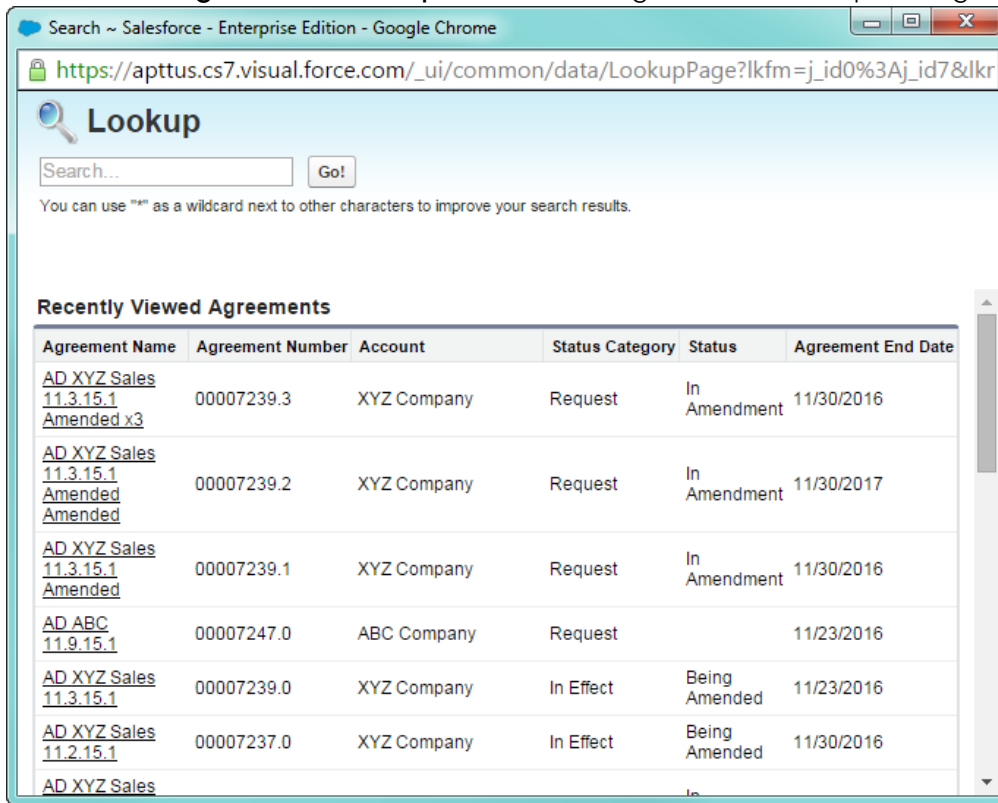 Search ~ Salesforce - Enterprise Edition - Google Chrome
https://apttus.cs7.visual.force.com/_ui/common/data/LookupPage?lkfm=j_id0%3Aj_id7&lkr
Lookup
Search... Go!
You can use "*" as a wildcard next to other characters to improve your search results.
Recently Viewed Agreements
Agreement Name Agreement Number Account Status Category Status Agreement End Date
AD XYZ Sales
11.3.15.1
Amended x3
00007239.3 XYZ Company Request In
Amendment
11/30/2016
AD XYZ Sales
11.3.15.1
Amended
Amended
00007239.2 XYZ Company Request In
Amendment
11/30/2017
AD XYZ Sales
11.3.15.1
Amended
00007239.1 XYZ Company Request In
Amendment
11/30/2016
AD ABC
11.9.15.1
00007247.0 ABC Company Request 11/23/2016
AD XYZ Sales
11.3.15.1
00007239.0 XYZ Company In Effect Being
Amended
11/23/2016
AD XYZ Sales
11.2.15.1
00007237.0 XYZ Company In Effect Being
Amended
11/30/2016
AD XYZ Sales
In